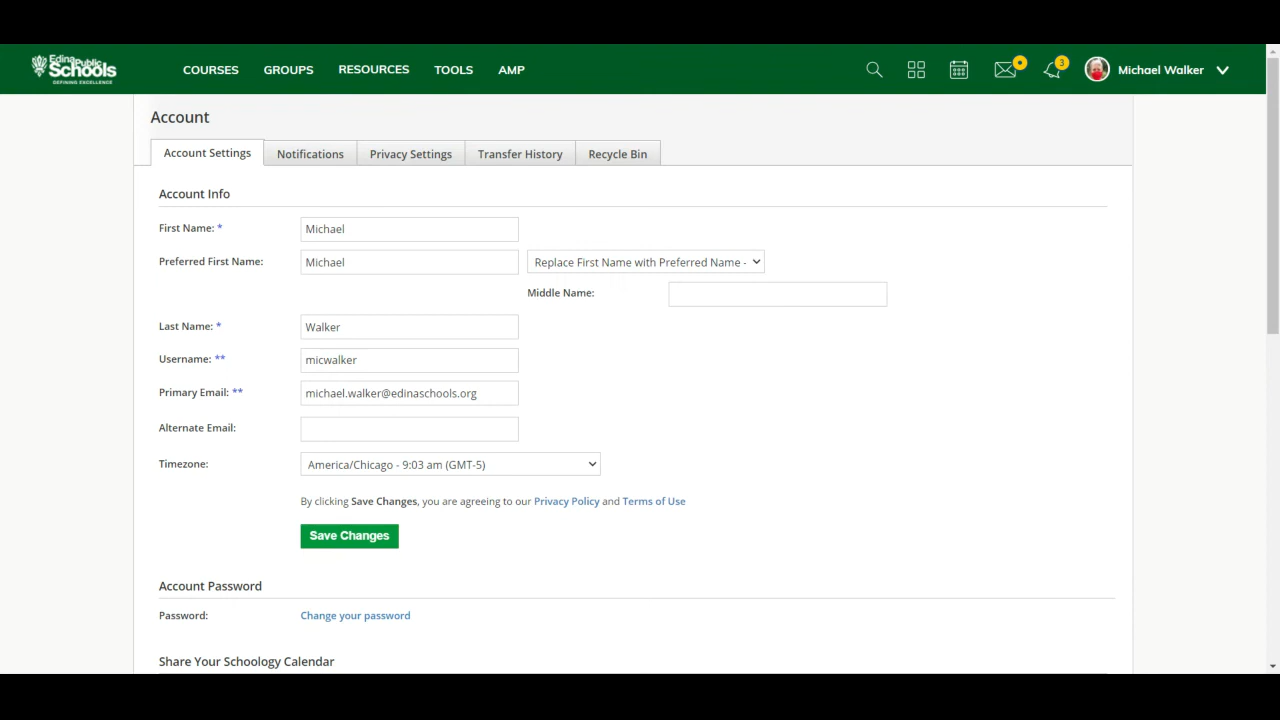 Edina Public Schools
DEFINING EXCELLENCE
COURSES GROUPS RESOURCES TOOLS AMP 3 Michael Walker
Account
Account Settings Notifications Privacy Settings Transfer History Recycle Bin
Account Info
First Name: * Michael
Preferred First Name: Michael Replace First Name with Preferred Name -
Middle Name:
Last Name: * Walker
Username: ** micwalker
Primary Email: ** michael.walker@edinaschools.org
Alternate Email:
Timezone: America/Chicago - 9:03 am (GMT-5)
By clicking Save Changes, you are agreeing to our Privacy Policy and Terms of Use
Save Changes
Account Password
Password: Change your password
Share Your Schoology Calendar